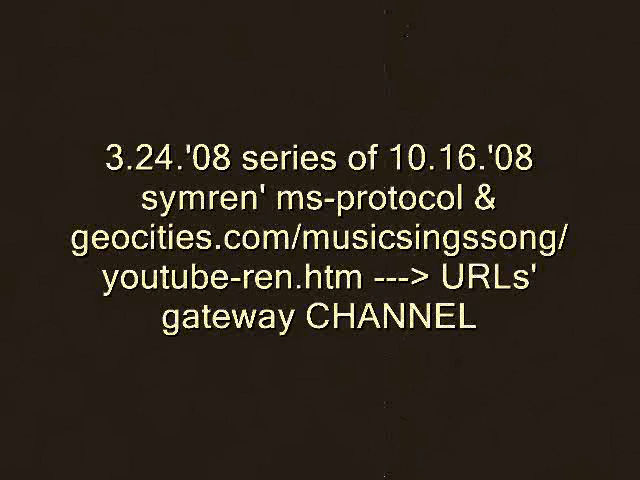 3.24.'08 series of 10.16.'08
symren' ms-protocol &
geocities.com/musicsingssong/
youtube-ren.htm ---> URLs'
gateway CHANNEL